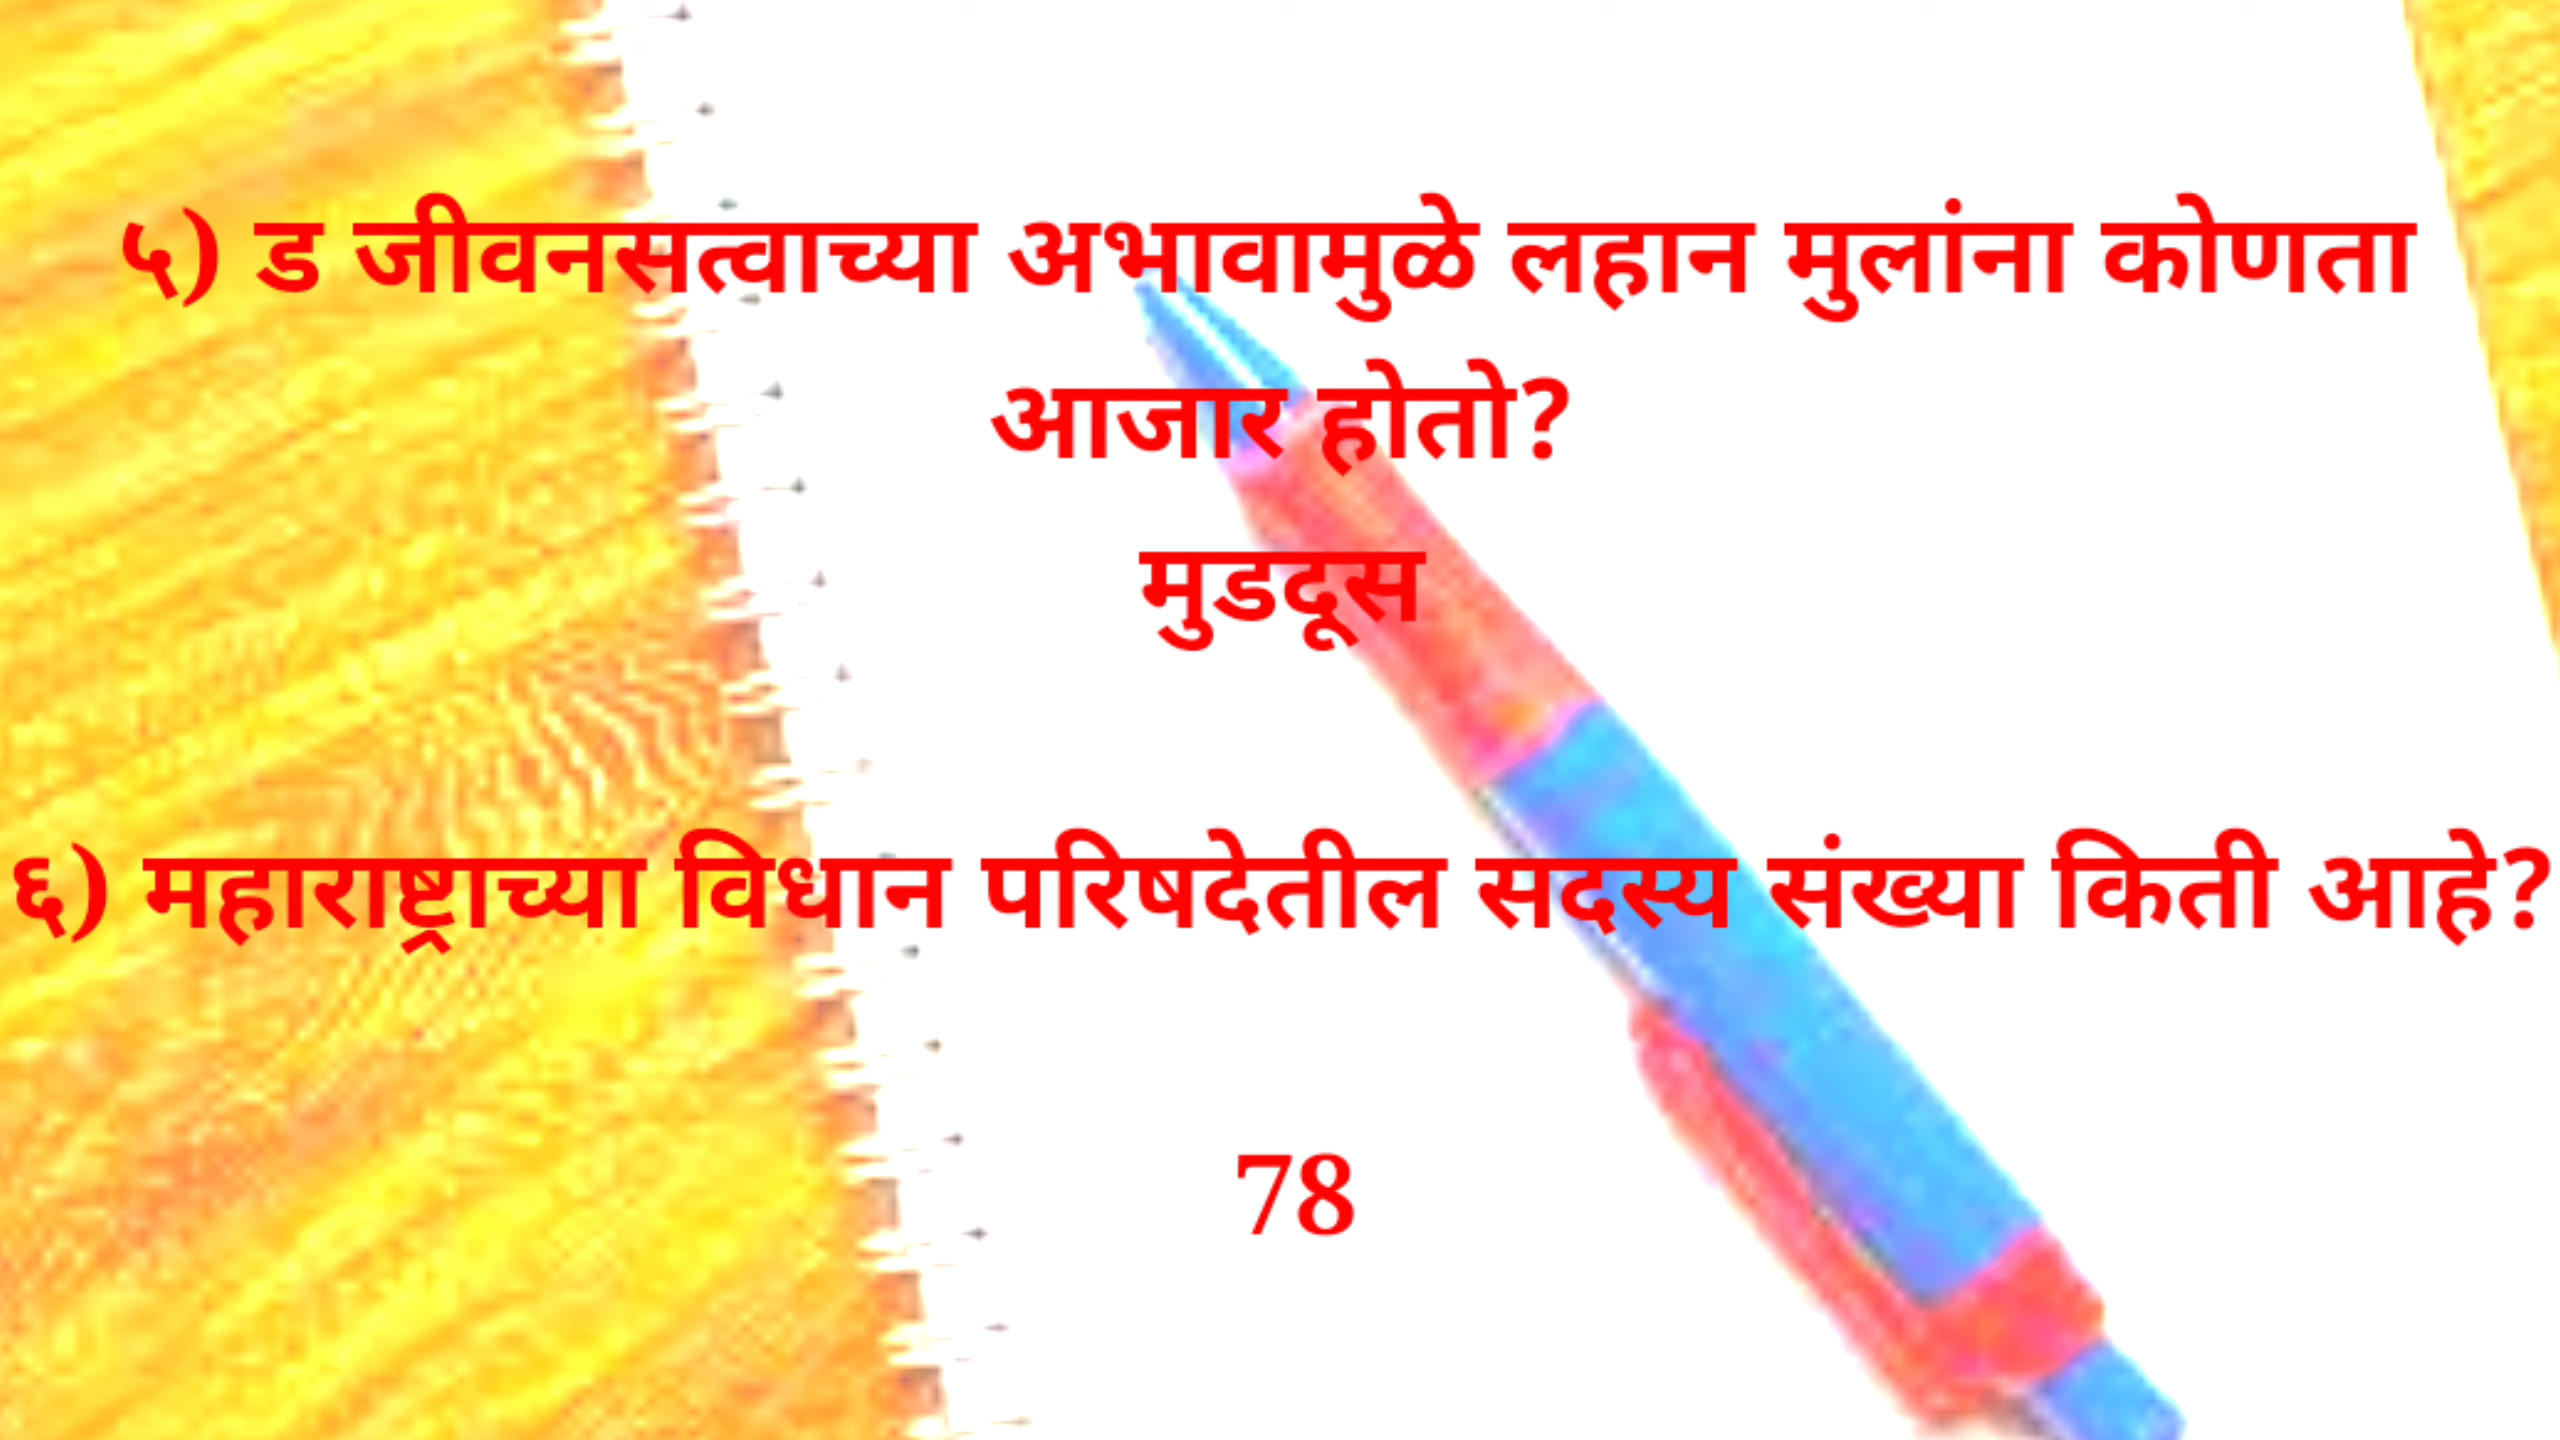 ५) ड जीवनसत्वाच्या अभावामुळे लहान मुलांना कोणता
आजार होतो?
मुडदूस
६) महाराष्ट्राच्या विधान परिषदेतील सदस्य संख्या किती आहे?
78